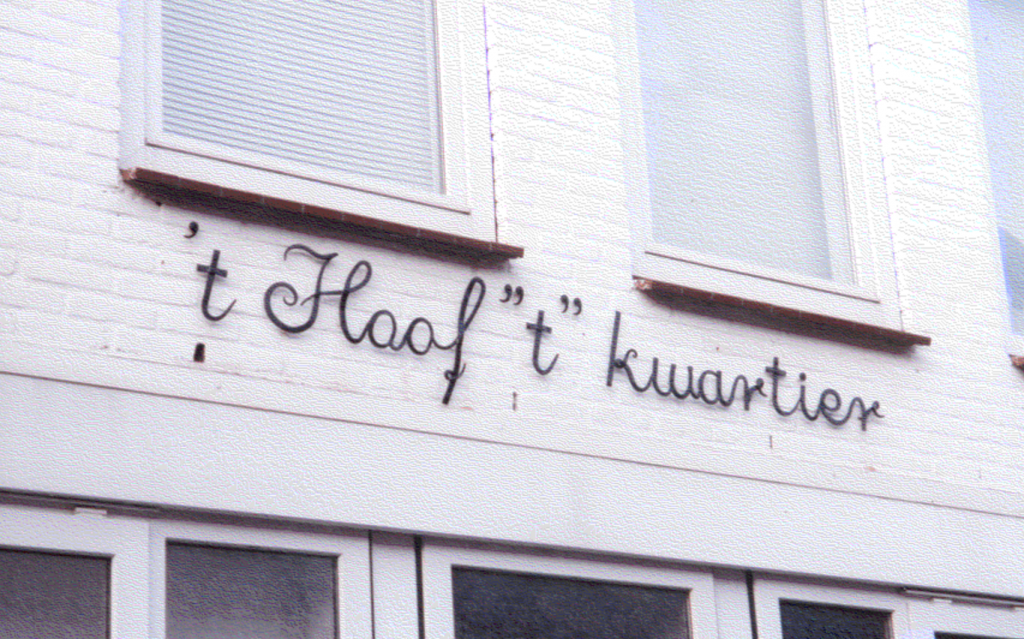 't Haaf "t" kwartier